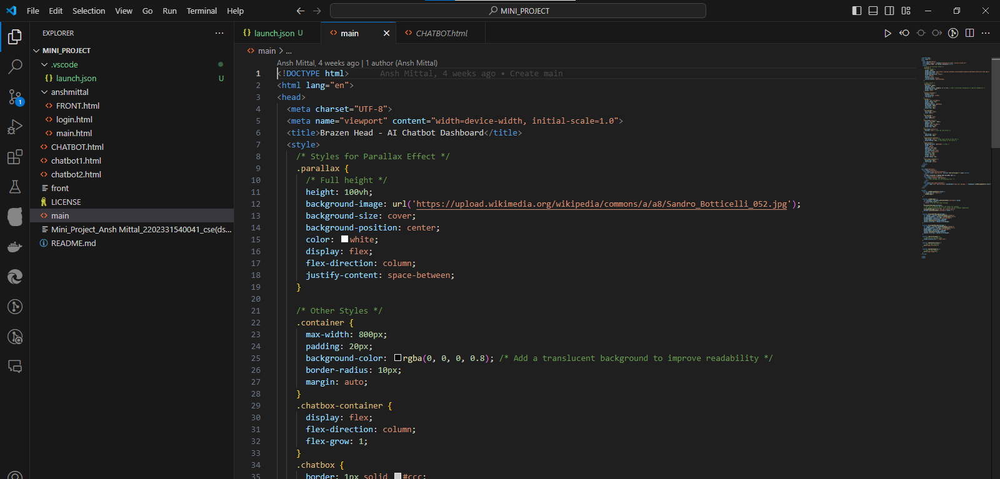 File Edit Selection View Go Run Terminal Help
MINI_PROJECT
EXPLORER
MINI_PROJECT
.vscode
launch.json U
anshmittal
FRONT.html
login.html
main.html
CHATBOT.html
chatbot1.html
chatbot2.html
front
LICENSE
main
Mini_Project_Ansh Mittal_2202331540041_cse(ds...
README.md
1
launch.json U
main
CHATBOT.html
main > ...
Ansh Mittal, 4 weeks ago | 1 author (Ansh Mittal)
1 <!DOCTYPE html> Ansh Mittal, 4 weeks ago • Create main
2 <html lang="en">
3 <head>
4 <meta charset="UTF-8">
5 <meta name="viewport" content="width=device-width, initial-scale=1.0">
6 <title>Brazen Head - AI Chatbot Dashboard</title>
7 <style>
8 /* Styles for Parallax Effect */
9 .parallax {
10 /* Full height */
11 height: 100vh;
12 background-image: url('https://upload.wikimedia.org/wikipedia/commons/a/a8/Sandro_Botticelli_052.jpg');
13 background-size: cover;
14 background-position: center;
15 color: white;
16 display: flex;
17 flex-direction: column;
18 justify-content: space-between;
19 }
20
21 /* Other Styles */
22 .container {
23 max-width: 800px;
24 padding: 20px;
25 background-color: rgba(0, 0, 0, 0.8); /* Add a translucent background to improve readability */
26 border-radius: 10px;
27 margin: auto;
28 }
29 .chatbox-container {
30 display: flex;
31 flex-direction: column;
32 flex-grow: 1;
33 }
34 .chatbox {
35 border: 1px solid #ccc;